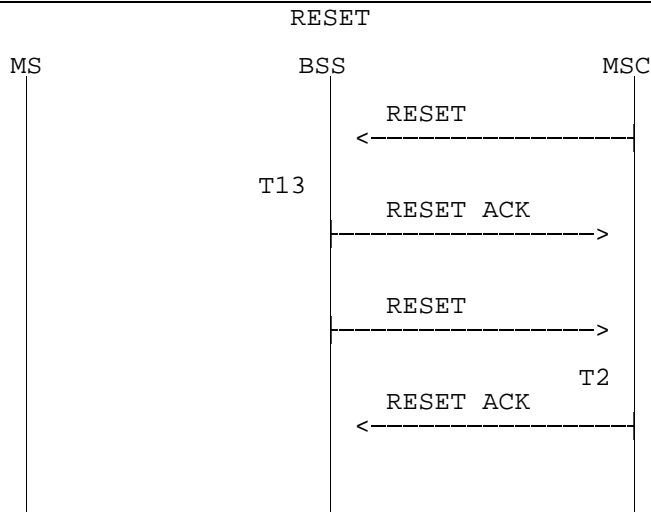 RESET
MS BSS MSC
RESET
T13
RESET ACK
RESET
T2
RESET ACK